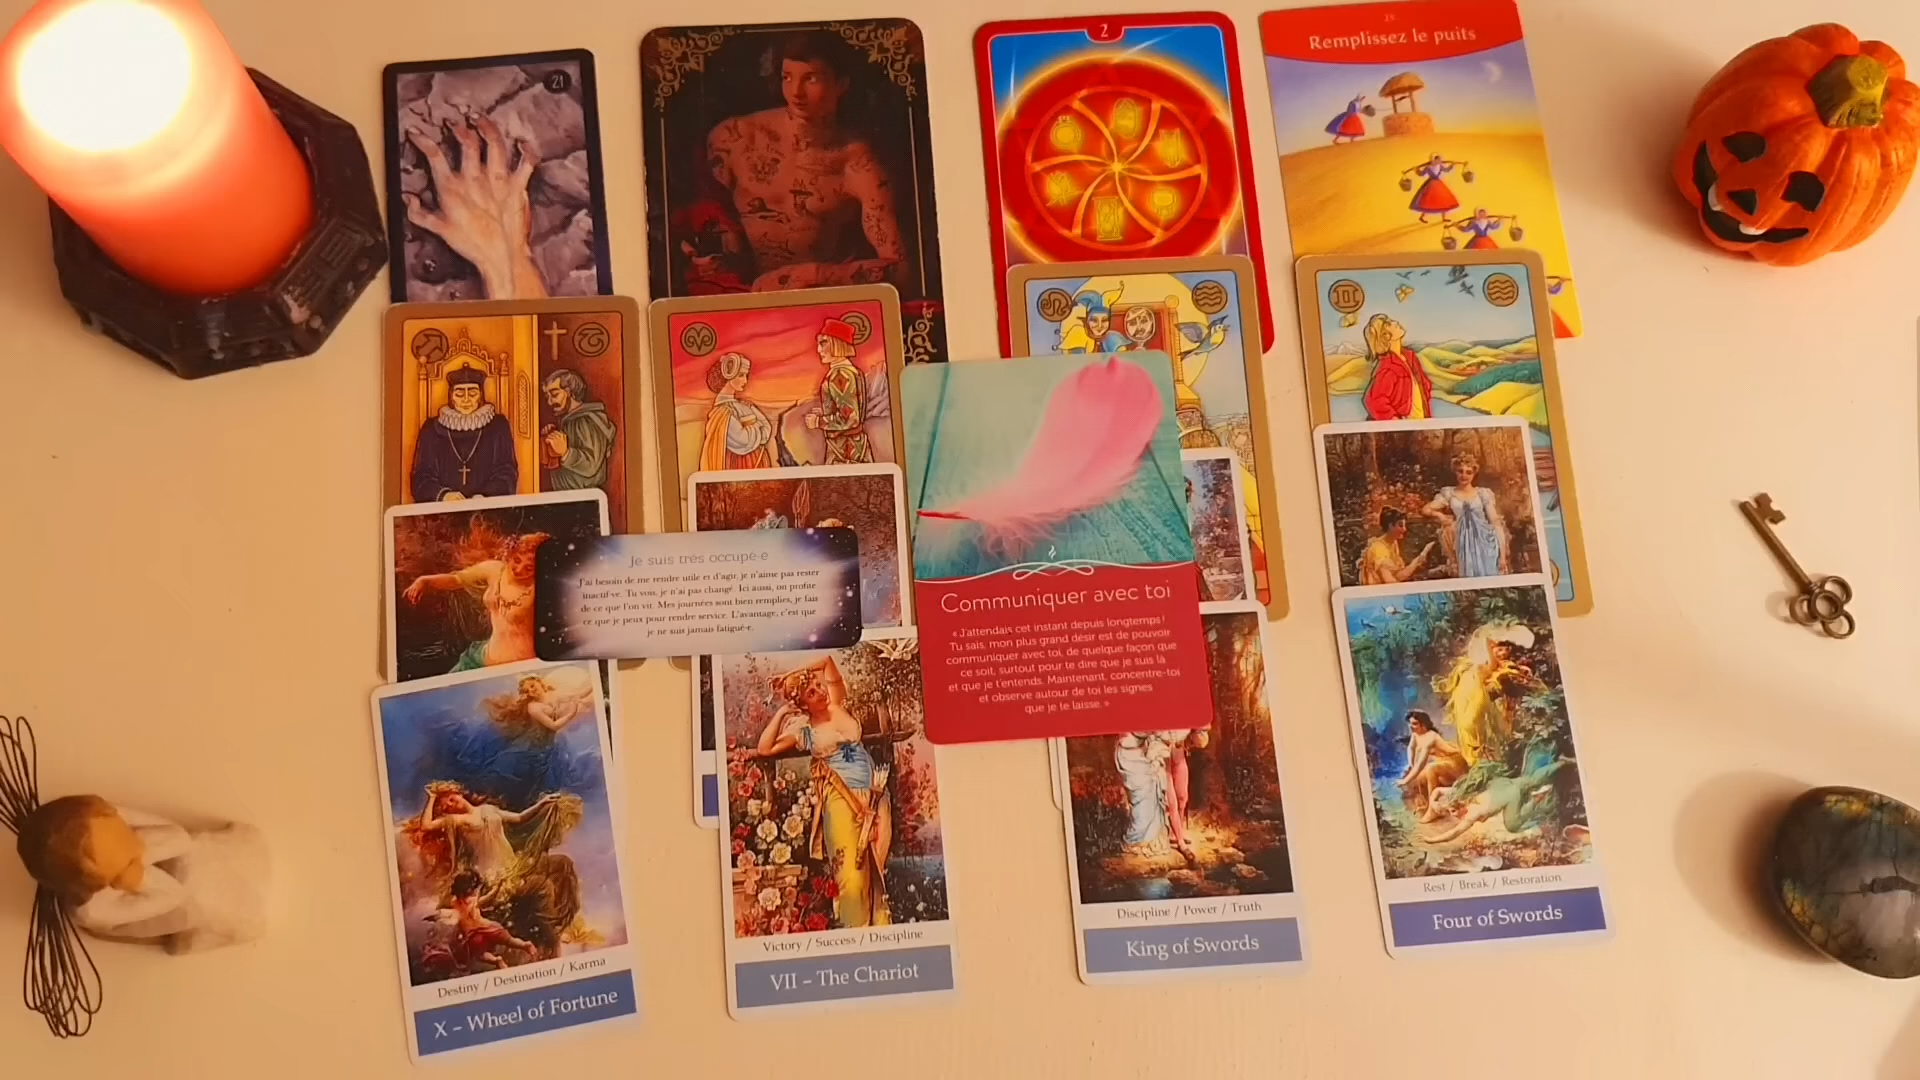 21
2
Remplissez le puits
Je suis très occupé·e
J'ai besoin de me rendre utile et d'agir, je n'aime pas rester
inactif·ve. Tu vois, je n'ai pas changé. Ici aussi, on profite
de ce que l'on vit. Mes journées sont bien remplies, je fais
ce que je peux pour rendre service. L'avantage, c'est que
je ne suis jamais fatigué·e.
Communiquer avec toi
« J'attendais cet instant depuis longtemps !
Tu sais, mon plus grand désir est de pouvoir
communiquer avec toi, de quelque façon que
ce soit, surtout pour te dire que je suis là
et que je t'entends. Maintenant, concentre-toi
et observe autour de toi les signes
que je te laisse. »
Destiny / Destination / Karma
X – Wheel of Fortune
Victory / Success / Discipline
VII – The Chariot
Discipline / Power / Truth
King of Swords
Rest / Break / Restoration
Four of Swords